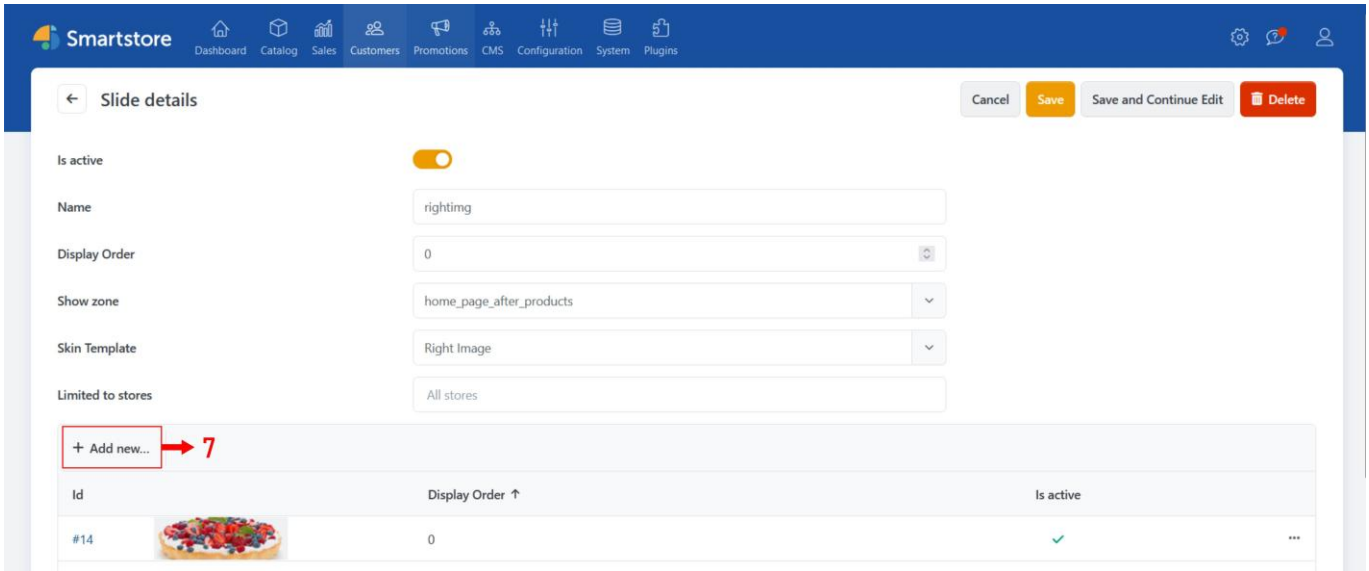 Smartstore
Dashboard Catalog Sales Customers Promotions CMS Configuration System Plugins
Slide details
Cancel Save Save and Continue Edit Delete
Is active
Name rightimg
Display Order 0
Show zone home_page_after_products
Skin Template Right Image
Limited to stores All stores
+ Add new... 7
Id Display Order ↑ Is active
#14 0 ...